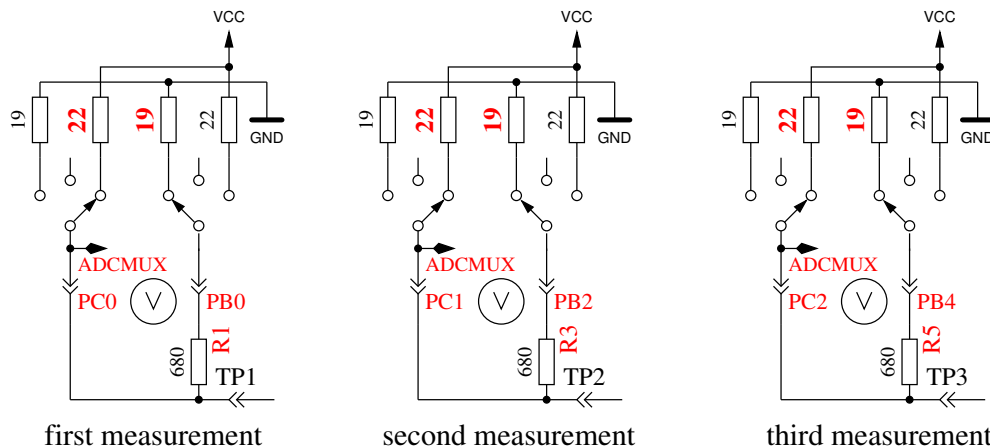 VCC
19
22
19
22
GND
ADCMUX
PC0
V
PB0
R1
680
TP1
first measurement
VCC
19
22
19
22
GND
ADCMUX
PC1
V
PB2
R3
680
TP2
second measurement
VCC
19
22
19
22
GND
ADCMUX
PC2
V
PB4
R5
680
TP3
third measurement